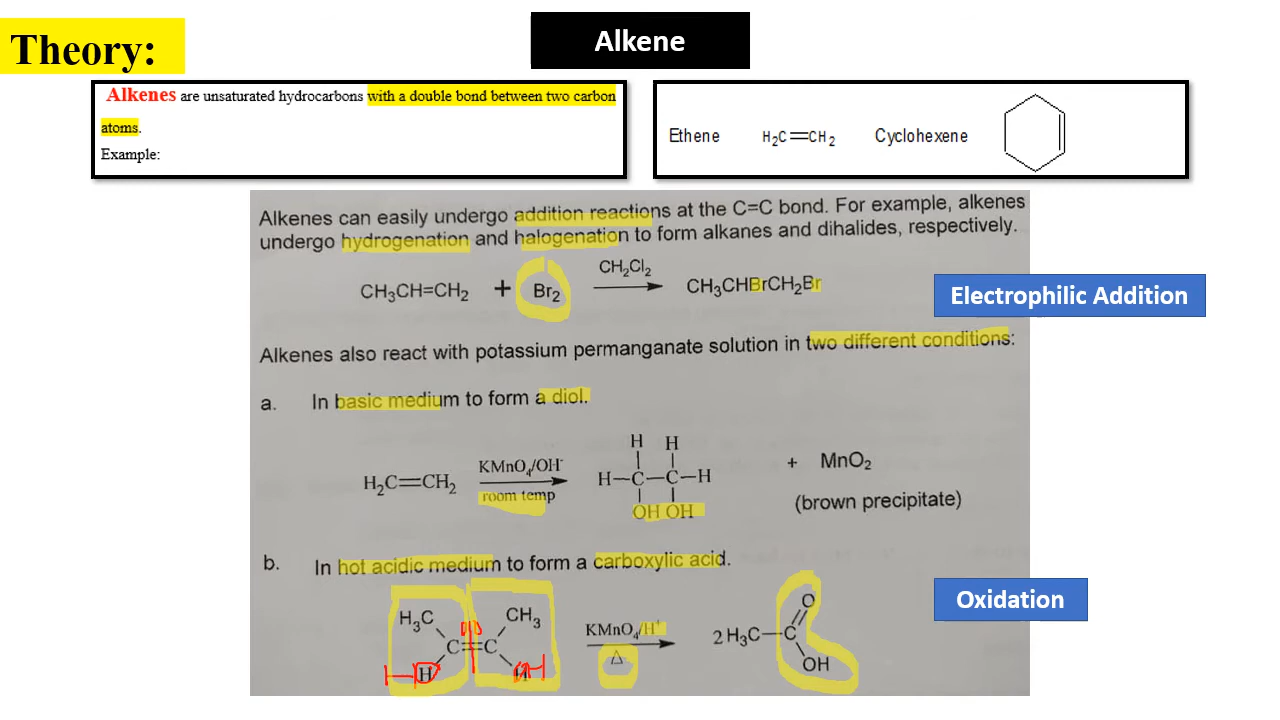 Theory:
Alkene
Alkenes are unsaturated hydrocarbons with a double bond between two carbon
atoms.
Example:
Ethene H₂C=CH₂ Cyclohexene
Alkenes can easily undergo addition reactions at the C=C bond. For example, alkenes
undergo hydrogenation and halogenation to form alkanes and dihalides, respectively.
CH₃CH=CH₂ + Br₂ CH₂Cl₂ CH₃CHBrCH₂Br
Electrophilic Addition
Alkenes also react with potassium permanganate solution in two different conditions:
a. In basic medium to form a diol.
H₂C=CH₂ KMnO₄/OH⁻ room temp
H H
H–C–C–H
OH OH
+ MnO₂
(brown precipitate)
b. In hot acidic medium to form a carboxylic acid.
H₃C CH₃
C=C
H
KMnO₄/H⁺
Δ
2 H₃C–C
O
OH
Oxidation